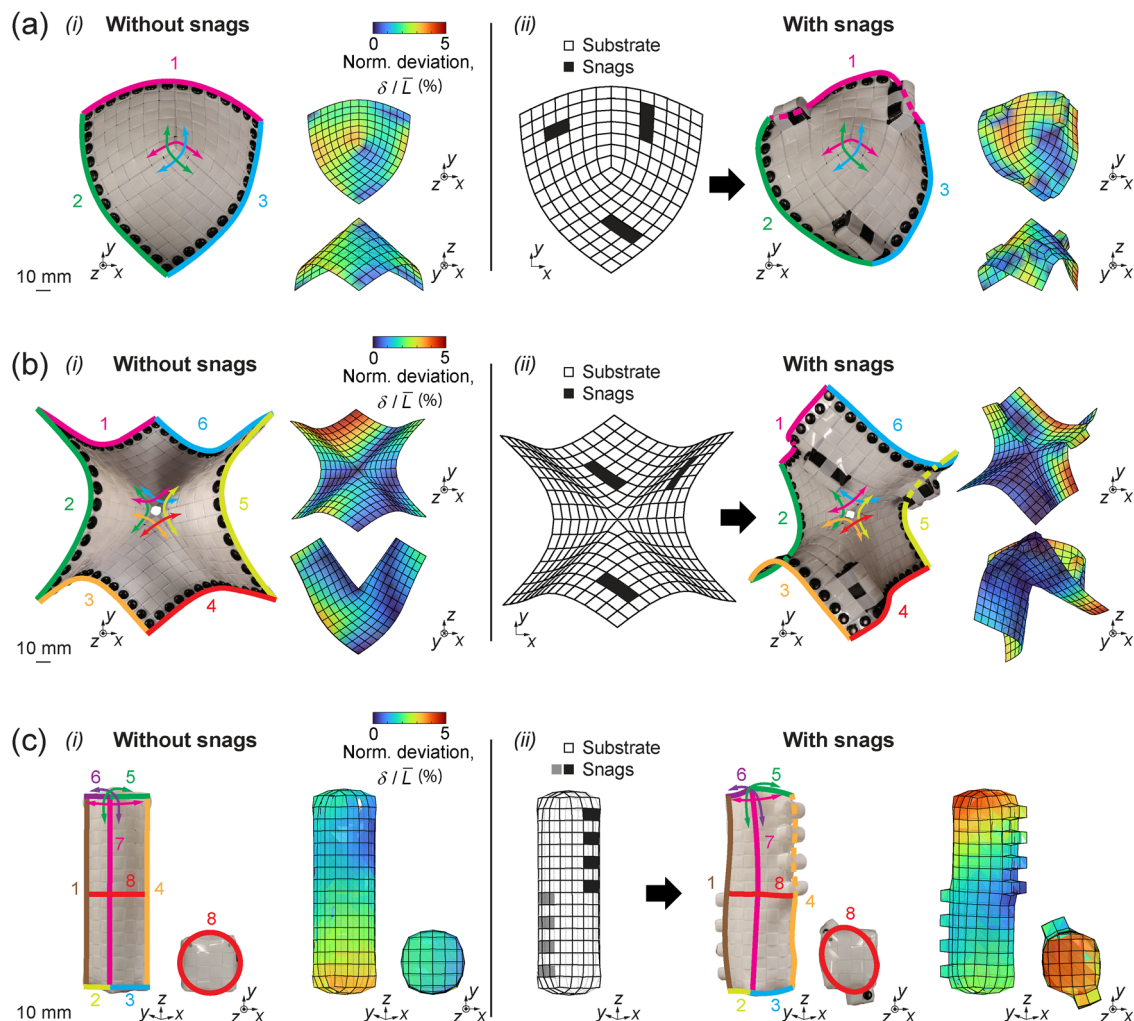 (a) (i) Without snags
0 5
Norm. deviation,
δ / L̅ (%)
1
2
3
y
z x
y
z x
z
y x
10 mm
(ii) With snags
Substrate
Snags
y
x
1
2
3
y
z x
y
z x
z
y x
(b) (i) Without snags
0 5
Norm. deviation,
δ / L̅ (%)
1 6
2 5
3 4
y
z x
y
z x
z
y x
10 mm
(ii) With snags
Substrate
Snags
y
x
1 6
2 5
3 4
y
z x
y
z x
z
y x
(c) (i) Without snags
0 5
Norm. deviation,
δ / L̅ (%)
6 5
7
1 8 4
8
2 3
z
y x
y
z x
z
y x
y
z x
10 mm
(ii) With snags
Substrate
Snags
z
y x
6 5
7
1 8 4
8
2 3
z
y x
y
z x
z
y x
y
z x